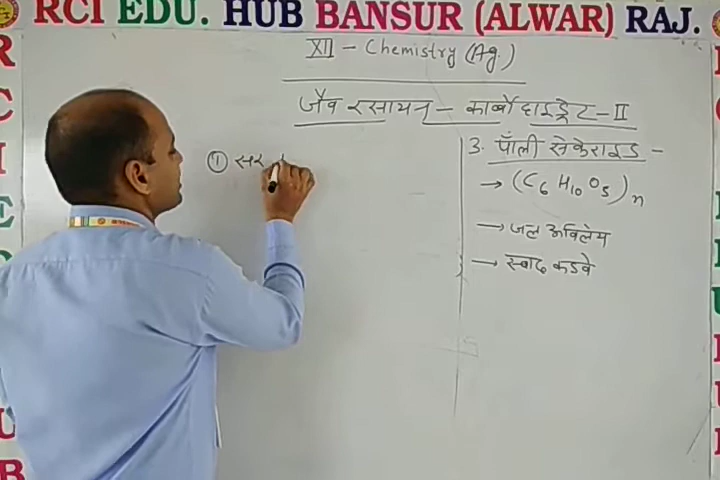 RCI EDU. HUB BANSUR (ALWAR) RAJ.
XII - Chemistry (Ag.)
जैव रसायन - कार्बोहाइड्रेट - II
① सर
3. पॉली सेकेराइड -
→ (C6 H10 O5)n
→ जल अविलेय
→ स्वाद कडवे